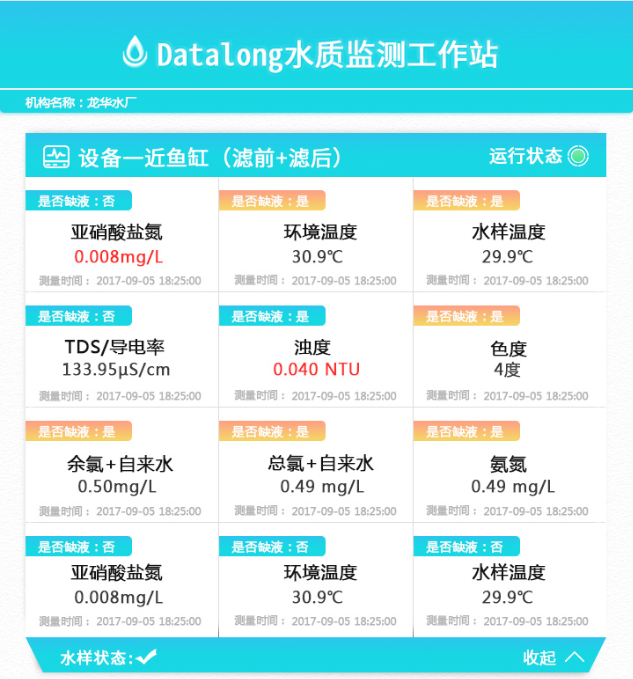 Datalong水质监测工作站
机构名称：龙华水厂
设备一近鱼缸（滤前+滤后） 运行状态
是否缺液：否 是否缺液：是 是否缺液：是
亚硝酸盐氮 环境温度 水样温度
0.008mg/L 30.9℃ 29.9℃
测量时间： 2017-09-05 18:25:00 测量时间： 2017-09-05 18:25:00 测量时间： 2017-09-05 18:25:00
是否缺液：否 是否缺液：是 是否缺液：是
TDS/导电率 浊度 色度
133.95μS/cm 0.040 NTU 4度
测量时间： 2017-09-05 18:25:00 测量时间： 2017-09-05 18:25:00 测量时间： 2017-09-05 18:25:00
是否缺液：是 是否缺液：是 是否缺液：是
余氯+自来水 总氯+自来水 氨氮
0.50mg/L 0.49 mg/L 0.49 mg/L
测量时间： 2017-09-05 18:25:00 测量时间： 2017-09-05 18:25:00 测量时间： 2017-09-05 18:25:00
是否缺液：否 是否缺液：否 是否缺液：否
亚硝酸盐氮 环境温度 水样温度
0.008mg/L 30.9℃ 29.9℃
测量时间： 2017-09-05 18:25:00 测量时间： 2017-09-05 18:25:00 测量时间： 2017-09-05 18:25:00
水样状态: 收起